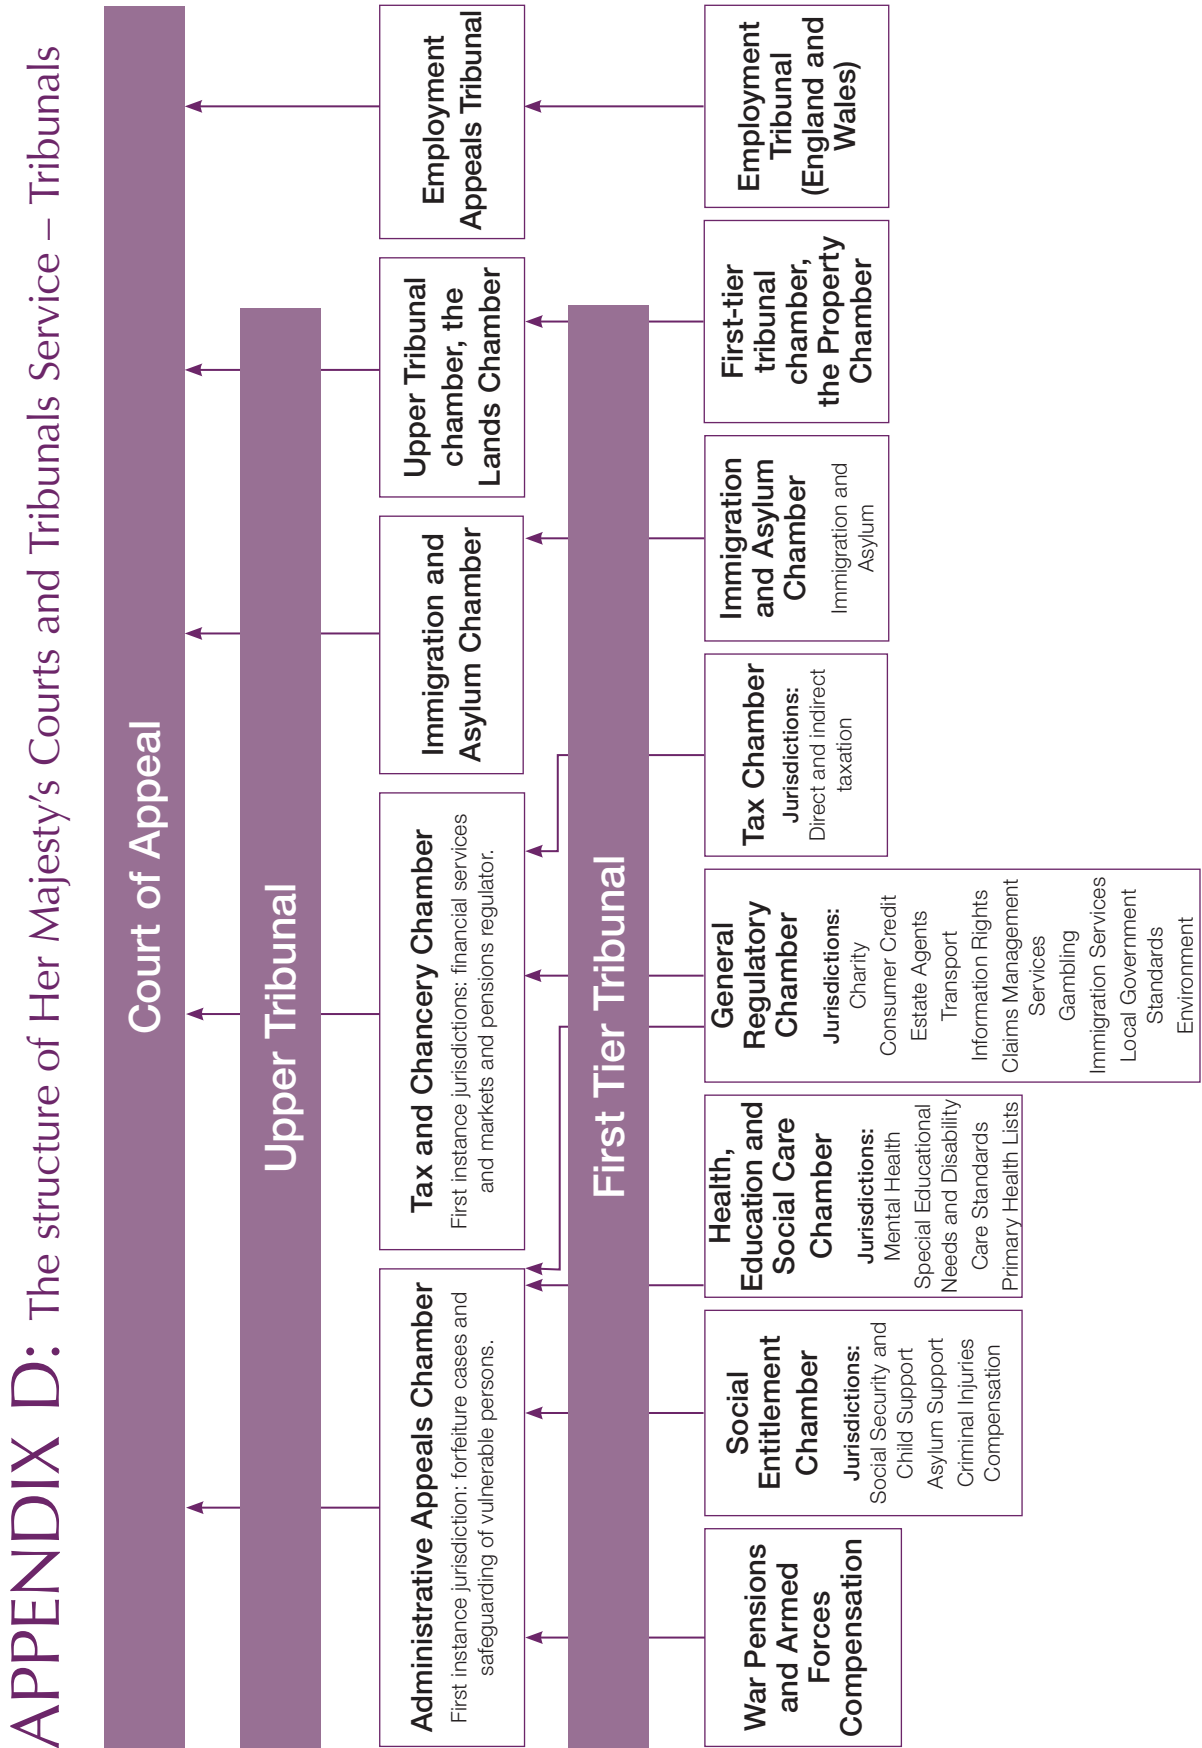 APPENDIX D: The structure of Her Majesty’s Courts and Tribunals Service – Tribunals
Court of Appeal
Upper Tribunal
Administrative Appeals Chamber
First instance jurisdiction: forfeiture cases and
safeguarding of vulnerable persons.
Tax and Chancery Chamber
First instance jurisdictions: financial services
and markets and pensions regulator.
Immigration and
Asylum Chamber
Upper Tribunal
chamber, the
Lands Chamber
Employment
Appeals Tribunal
First Tier Tribunal
War Pensions
and Armed
Forces
Compensation
Social
Entitlement
Chamber
Jurisdictions:
Social Security and
Child Support
Asylum Support
Criminal Injuries
Compensation
Health,
Education and
Social Care
Chamber
Jurisdictions:
Mental Health
Special Educational
Needs and Disability
Care Standards
Primary Health Lists
General
Regulatory
Chamber
Jurisdictions:
Charity
Consumer Credit
Estate Agents
Transport
Information Rights
Claims Management
Services
Gambling
Immigration Services
Local Government
Standards
Environment
Tax Chamber
Jurisdictions:
Direct and indirect
taxation
Immigration
and Asylum
Chamber
Immigration and
Asylum
First-tier
tribunal
chamber,
the Property
Chamber
Employment
Tribunal
(England and
Wales)